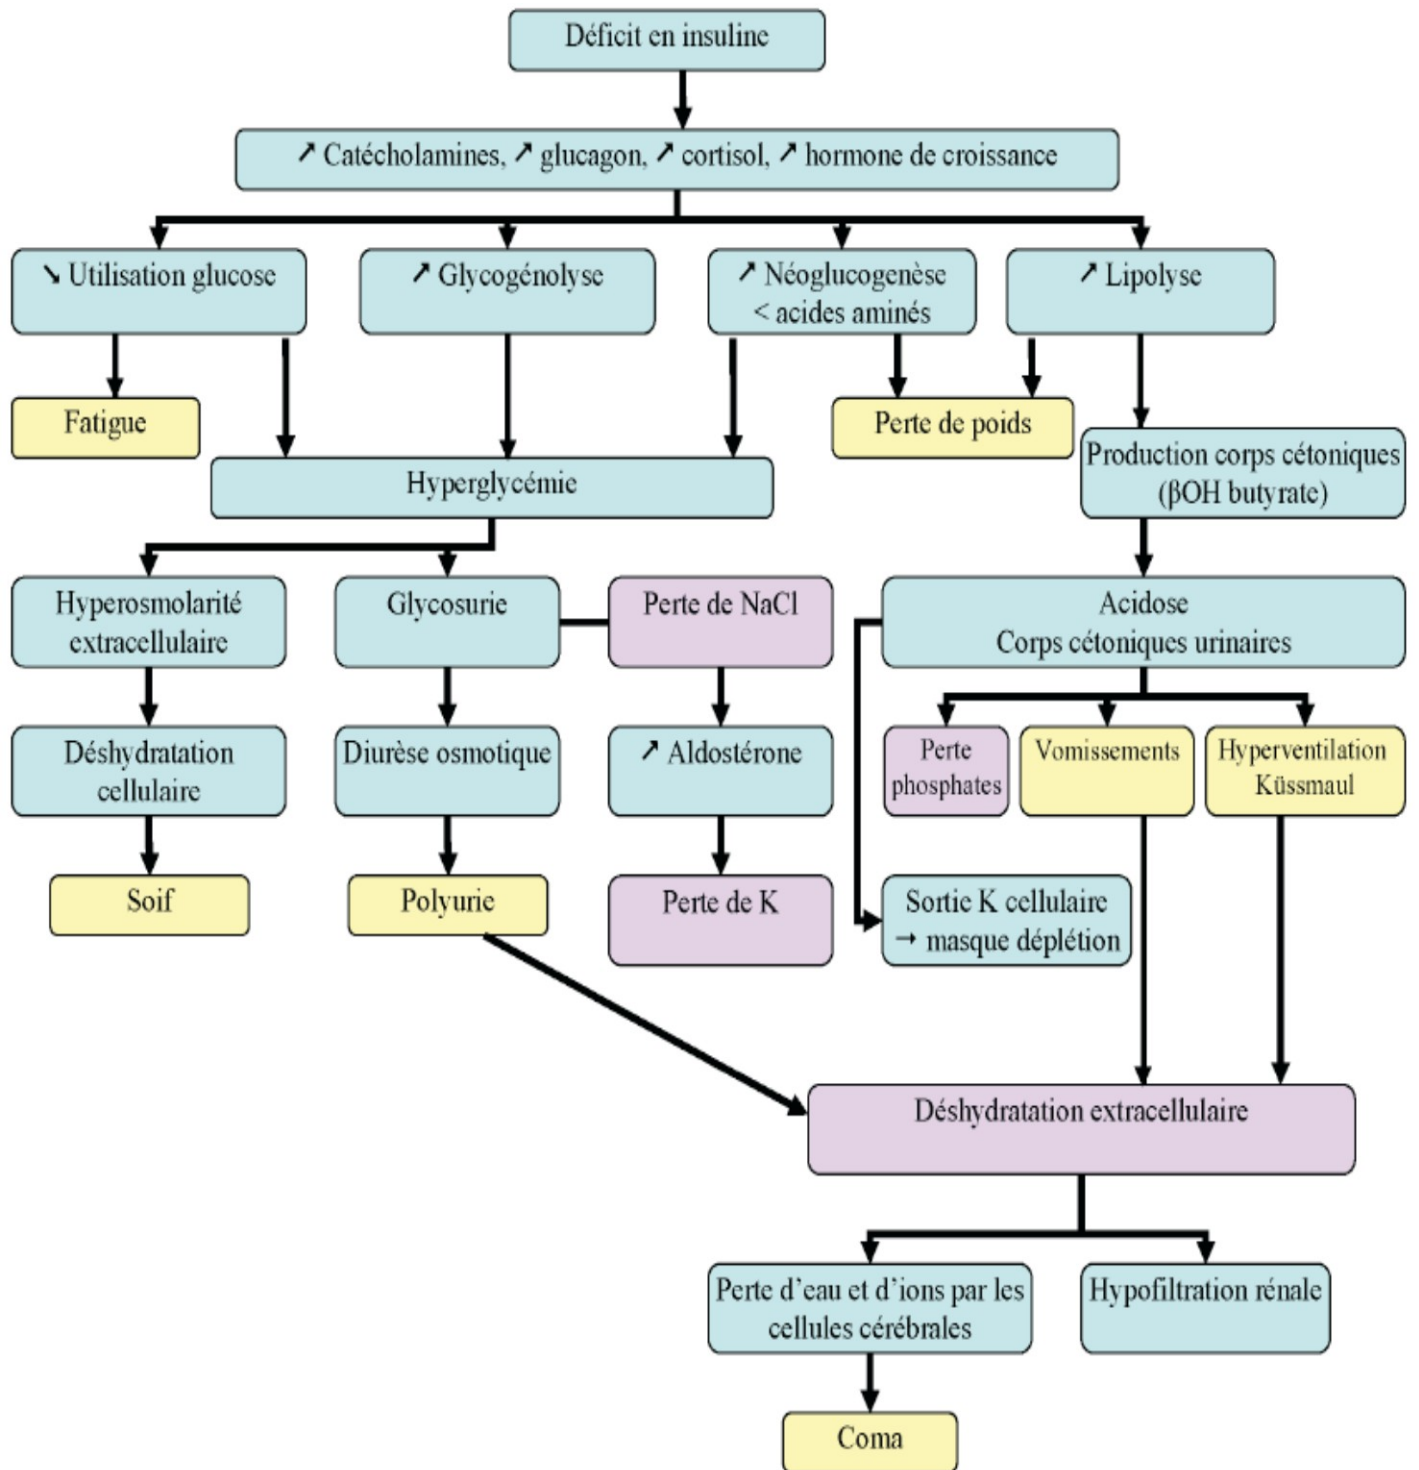 Déficit en insuline
↗ Catécholamines, ↗ glucagon, ↗ cortisol, ↗ hormone de croissance
↘ Utilisation glucose
↗ Glycogénolyse
↗ Néoglucogenèse
< acides aminés
↗ Lipolyse
Fatigue
Perte de poids
Production corps cétoniques
(βOH butyrate)
Hyperglycémie
Hyperosmolarité
extracellulaire
Glycosurie
Perte de NaCl
Acidose
Corps cétoniques urinaires
Déshydratation
cellulaire
Diurèse osmotique
↗ Aldostérone
Perte
phosphates
Vomissements
Hyperventilation
Küssmaul
Soif
Polyurie
Perte de K
Sortie K cellulaire
→ masque déplétion
Déshydratation extracellulaire
Perte d’eau et d’ions par les
cellules cérébrales
Hypofiltration rénale
Coma